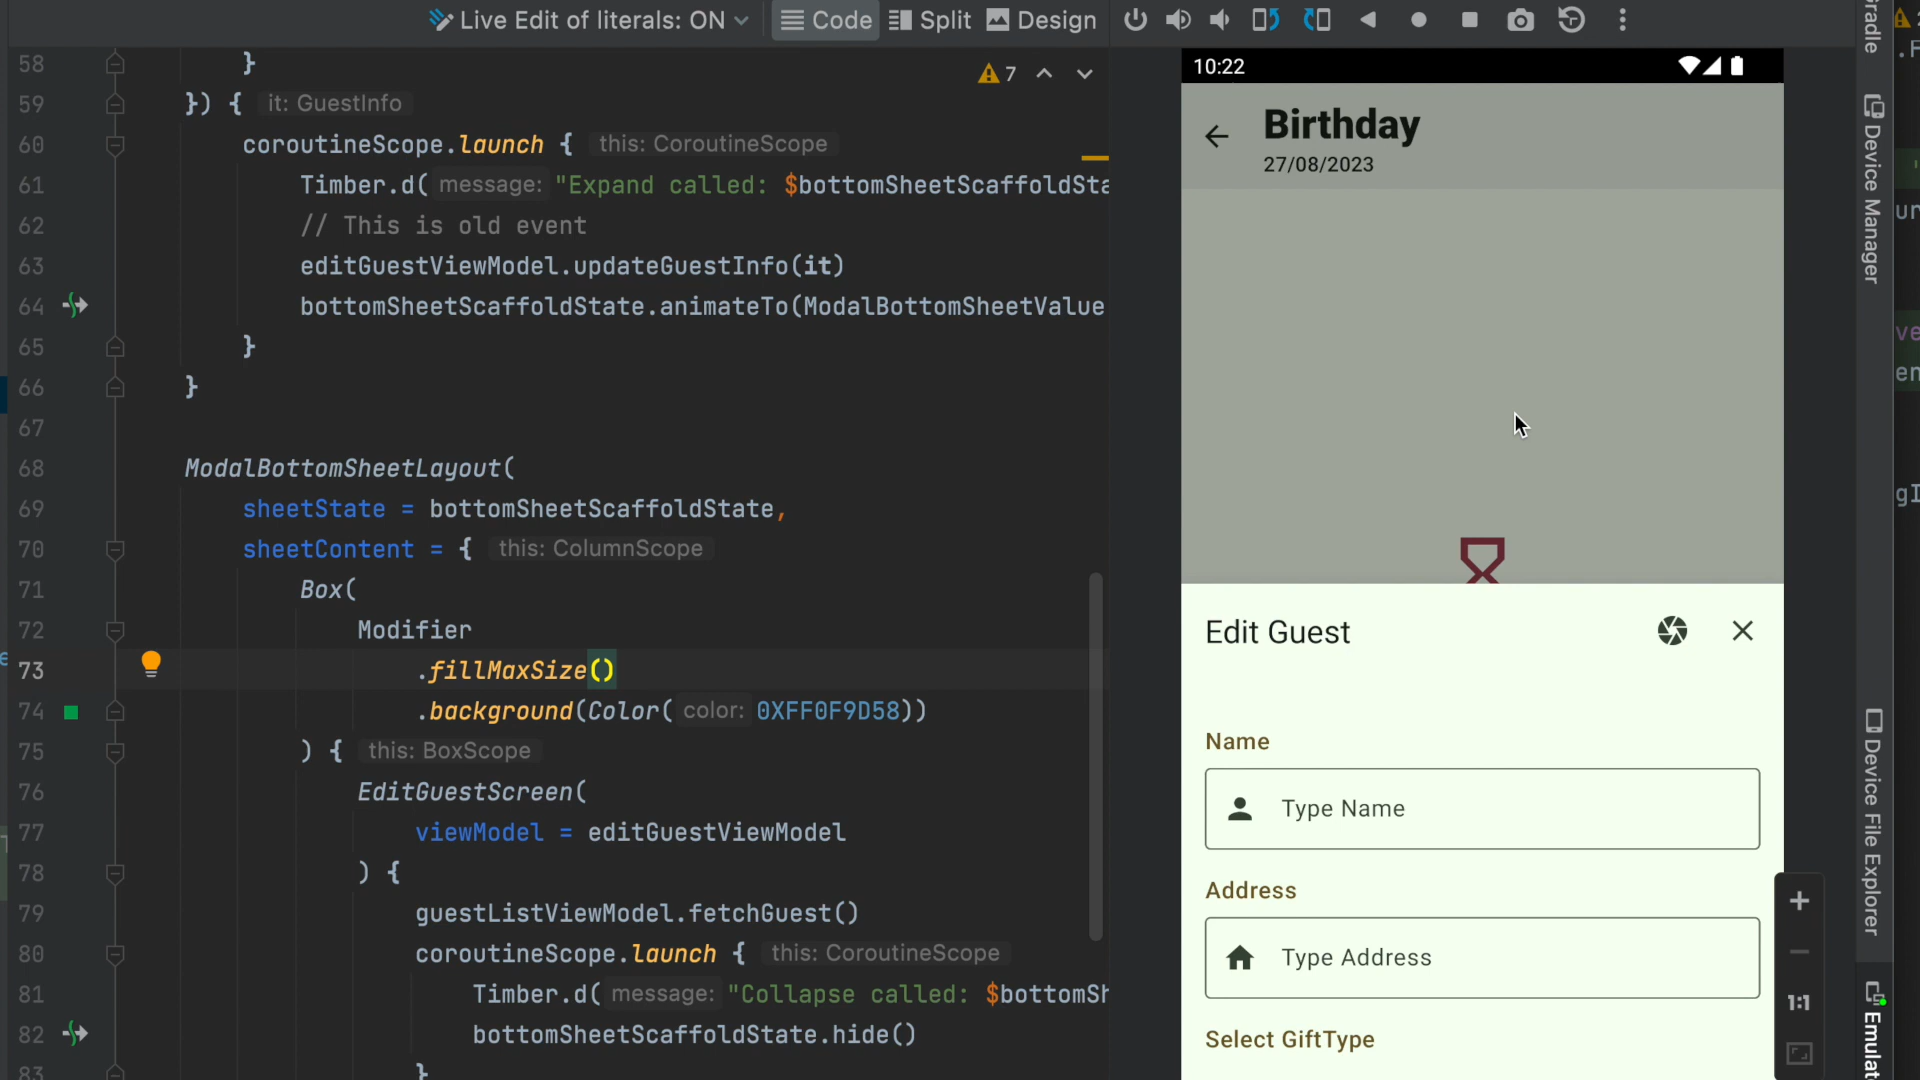 Live Edit of literals: ON
Code
Split
Design
58 }
7
59 }) { it: GuestInfo
60 coroutineScope.launch { this: CoroutineScope
61 Timber.d( message: "Expand called: $bottomSheetScaffoldSta
62 // This is old event
63 editGuestViewModel.updateGuestInfo(it)
64 bottomSheetScaffoldState.animateTo(ModalBottomSheetValue
65 }
66 }
67
68 ModalBottomSheetLayout(
69 sheetState = bottomSheetScaffoldState,
70 sheetContent = { this: ColumnScope
71 Box(
72 Modifier
73 .fillMaxSize()
74 .background(Color( color: 0XFF0F9D58))
75 ) { this: BoxScope
76 EditGuestScreen(
77 viewModel = editGuestViewModel
78 ) {
79 guestListViewModel.fetchGuest()
80 coroutineScope.launch { this: CoroutineScope
81 Timber.d( message: "Collapse called: $bottomSh
82 bottomSheetScaffoldState.hide()
83 }
10:22
Birthday
27/08/2023
Edit Guest
Name
Type Name
Address
Type Address
Select GiftType
1:1
Device Manager
Device File Explorer
Emulat